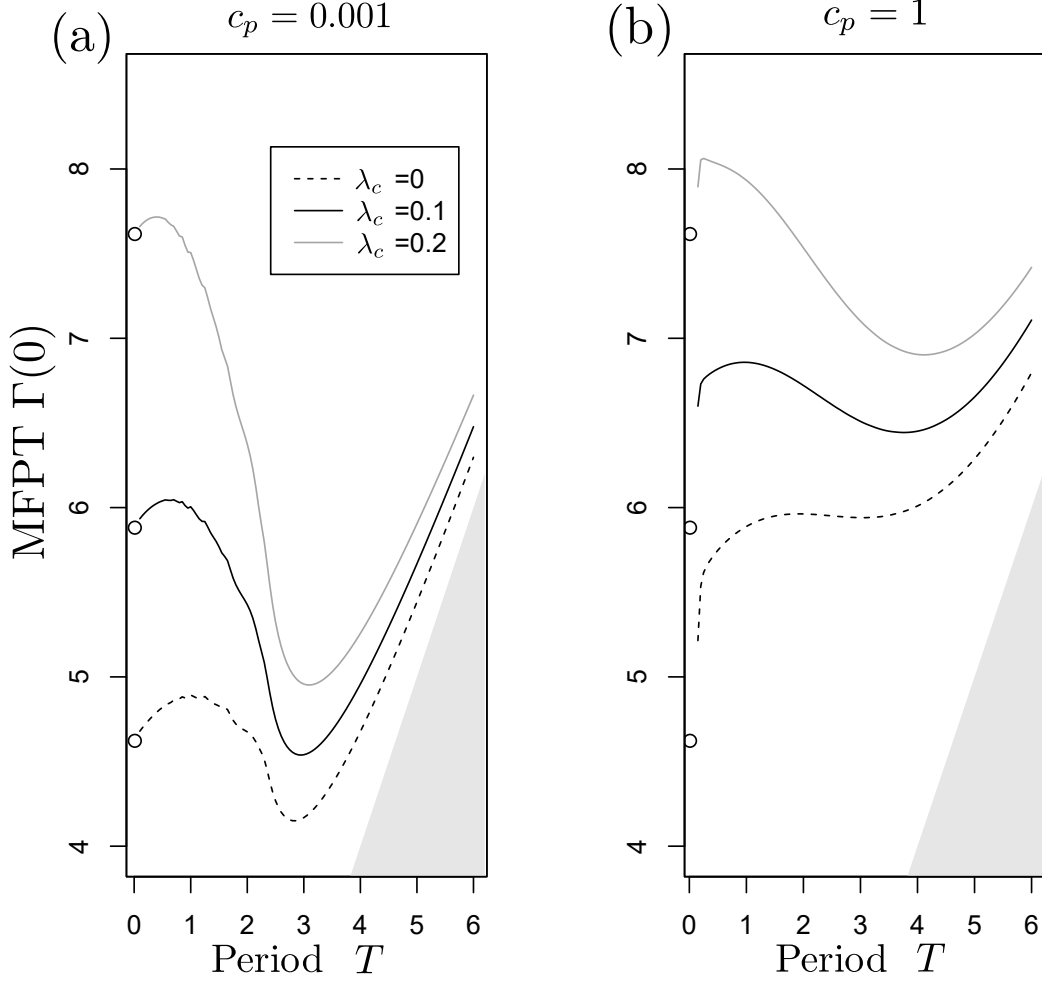 (a)
c_p = 0.001
(b)
c_p = 1
MFPT Γ(0)
8
7
6
5
4
λ_c =0
λ_c =0.1
λ_c =0.2
0 1 2 3 4 5 6
Period T
8
7
6
5
4
0 1 2 3 4 5 6
Period T